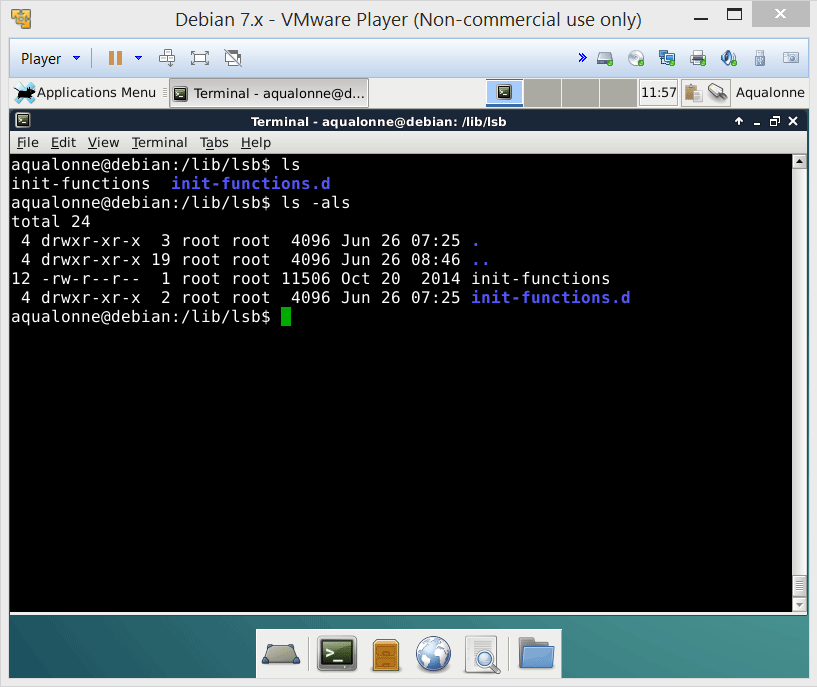 Debian 7.x - VMware Player (Non-commercial use only)
Player
Applications Menu Terminal - aqualonne@d... 11:57 Aqualonne
Terminal - aqualonne@debian: /lib/lsb
File Edit View Terminal Tabs Help
aqualonne@debian:/lib/lsb$ ls
init-functions  init-functions.d
aqualonne@debian:/lib/lsb$ ls -als
total 24
 4 drwxr-xr-x  3 root root  4096 Jun 26 07:25 .
 4 drwxr-xr-x 19 root root  4096 Jun 26 08:46 ..
12 -rw-r--r--  1 root root 11506 Oct 20  2014 init-functions
 4 drwxr-xr-x  2 root root  4096 Jun 26 07:25 init-functions.d
aqualonne@debian:/lib/lsb$